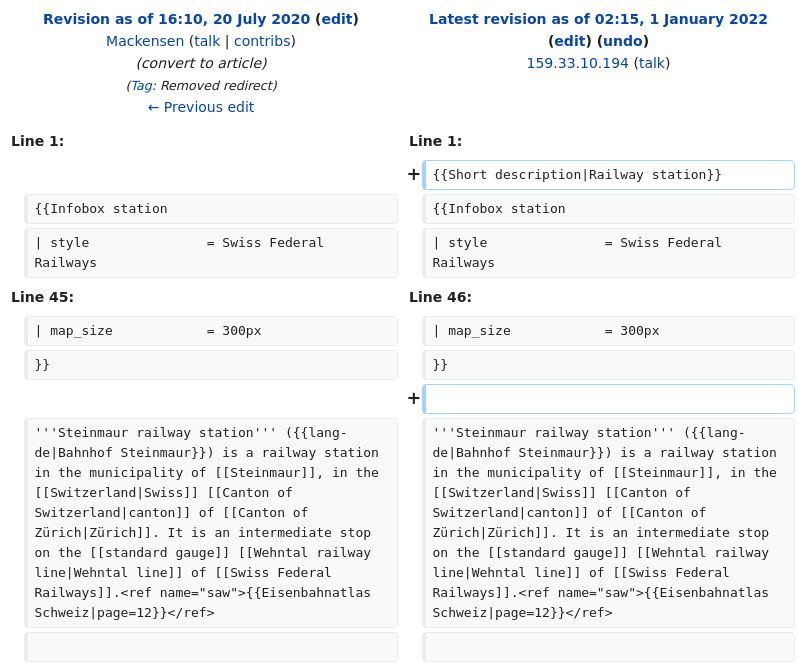 Revision as of 16:10, 20 July 2020 (edit)
Mackensen (talk | contribs)
(convert to article)
(Tag: Removed redirect)
← Previous edit
Latest revision as of 02:15, 1 January 2022
(edit) (undo)
159.33.10.194 (talk)
Line 1:
Line 1:
+
{{Short description|Railway station}}
{{Infobox station
{{Infobox station
| style               = Swiss Federal
Railways
| style               = Swiss Federal
Railways
Line 45:
Line 46:
| map_size            = 300px
| map_size            = 300px
}}
}}
+
'''Steinmaur railway station''' ({{lang-
de|Bahnhof Steinmaur}}) is a railway station
in the municipality of [[Steinmaur]], in the
[[Switzerland|Swiss]] [[Canton of
Switzerland|canton]] of [[Canton of
Zürich|Zürich]]. It is an intermediate stop
on the [[standard gauge]] [[Wehntal railway
line|Wehntal line]] of [[Swiss Federal
Railways]].<ref name="saw">{{Eisenbahnatlas
Schweiz|page=12}}</ref>
'''Steinmaur railway station''' ({{lang-
de|Bahnhof Steinmaur}}) is a railway station
in the municipality of [[Steinmaur]], in the
[[Switzerland|Swiss]] [[Canton of
Switzerland|canton]] of [[Canton of
Zürich|Zürich]]. It is an intermediate stop
on the [[standard gauge]] [[Wehntal railway
line|Wehntal line]] of [[Swiss Federal
Railways]].<ref name="saw">{{Eisenbahnatlas
Schweiz|page=12}}</ref>